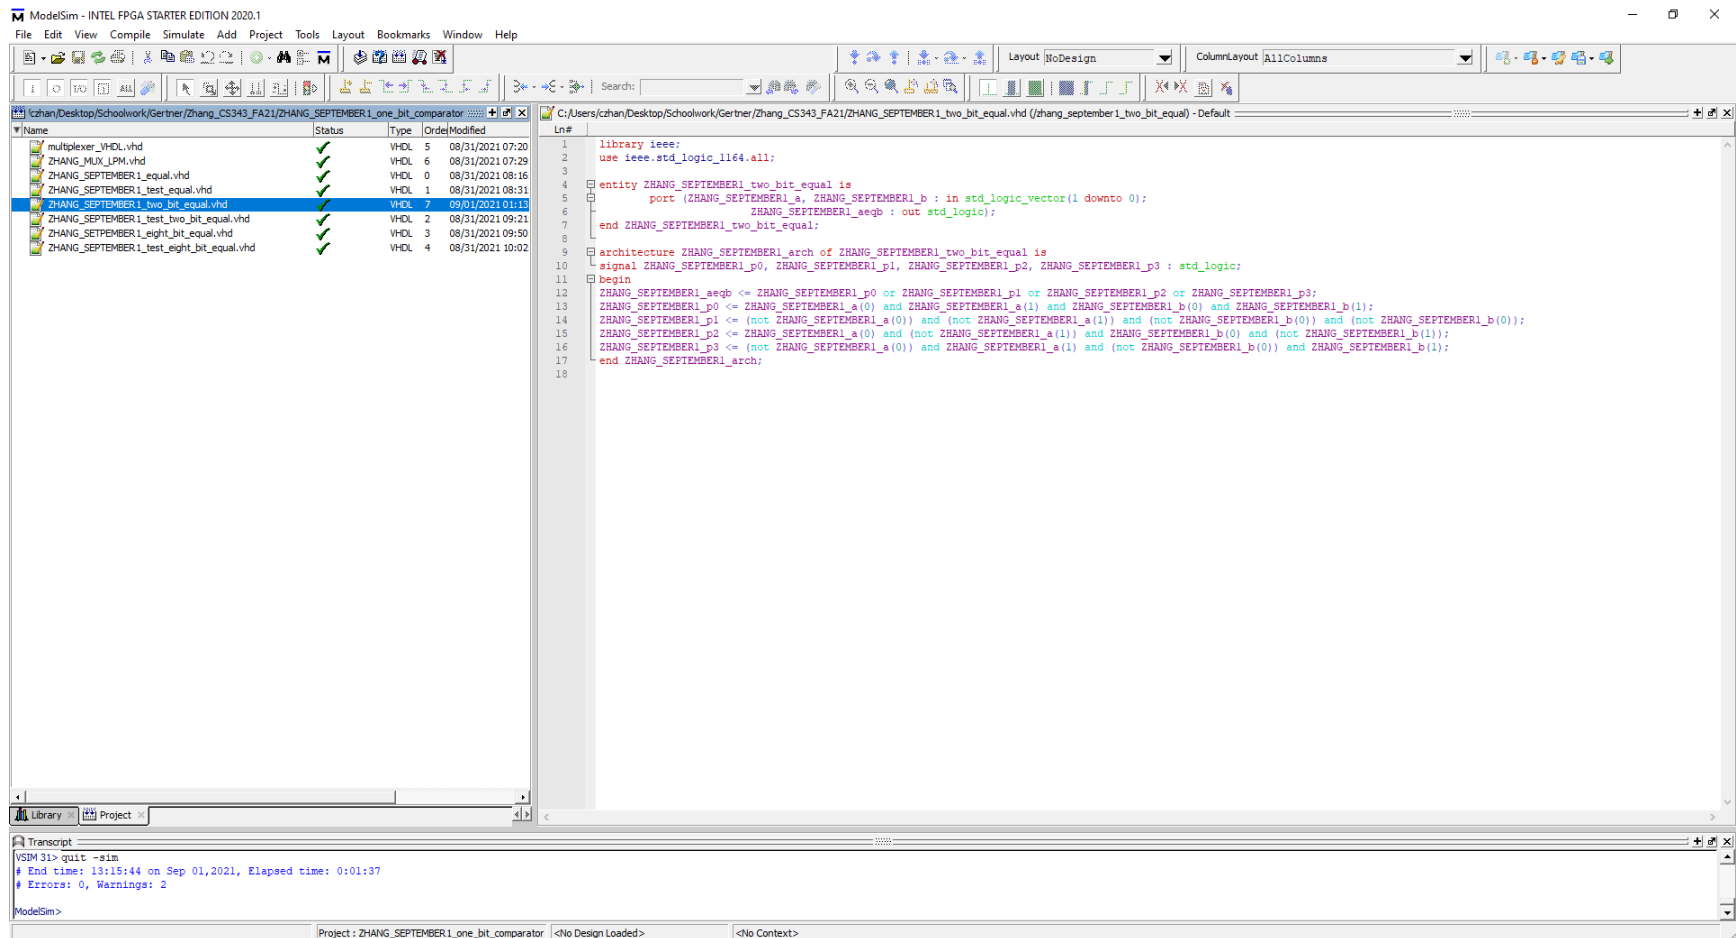 ModelSim - INTEL FPGA STARTER EDITION 2020.1
File Edit View Compile Simulate Add Project Tools Layout Bookmarks Window Help
Layout NoDesign ColumnLayout AllColumns
Search:
/czhan/Desktop/Schoolwork/Gertner/Zhang_CS343_FA21/ZHANG_SEPTEMBER1_one_bit_comparator
Name Status Type Order Modified
multiplexer_VHDL.vhd VHDL 5 08/31/2021 07:20
ZHANG_MUX_LPM.vhd VHDL 6 08/31/2021 07:29
ZHANG_SEPTEMBER1_equal.vhd VHDL 0 08/31/2021 08:16
ZHANG_SEPTEMBER1_test_equal.vhd VHDL 1 08/31/2021 08:31
ZHANG_SEPTEMBER1_two_bit_equal.vhd VHDL 7 09/01/2021 01:13
ZHANG_SEPTEMBER1_test_two_bit_equal.vhd VHDL 2 08/31/2021 09:21
ZHANG_SETPEMBER1_eight_bit_equal.vhd VHDL 3 08/31/2021 09:50
ZHANG_SEPTEMBER1_test_eight_bit_equal.vhd VHDL 4 08/31/2021 10:02
Library Project
C:/Users/czhan/Desktop/Schoolwork/Gertner/Zhang_CS343_FA21/ZHANG_SEPTEMBER1_two_bit_equal.vhd (/zhang_september1_two_bit_equal) - Default
Ln#
1 library ieee;
2 use ieee.std_logic_1164.all;
3
4 entity ZHANG_SEPTEMBER1_two_bit_equal is
5 port (ZHANG_SEPTEMBER1_a, ZHANG_SEPTEMBER1_b : in std_logic_vector(1 downto 0);
6 ZHANG_SEPTEMBER1_aeqb : out std_logic);
7 end ZHANG_SEPTEMBER1_two_bit_equal;
8
9 architecture ZHANG_SEPTEMBER1_arch of ZHANG_SEPTEMBER1_two_bit_equal is
10 signal ZHANG_SEPTEMBER1_p0, ZHANG_SEPTEMBER1_p1, ZHANG_SEPTEMBER1_p2, ZHANG_SEPTEMBER1_p3 : std_logic;
11 begin
12 ZHANG_SEPTEMBER1_aeqb <= ZHANG_SEPTEMBER1_p0 or ZHANG_SEPTEMBER1_p1 or ZHANG_SEPTEMBER1_p2 or ZHANG_SEPTEMBER1_p3;
13 ZHANG_SEPTEMBER1_p0 <= ZHANG_SEPTEMBER1_a(0) and ZHANG_SEPTEMBER1_a(1) and ZHANG_SEPTEMBER1_b(0) and ZHANG_SEPTEMBER1_b(1);
14 ZHANG_SEPTEMBER1_p1 <= (not ZHANG_SEPTEMBER1_a(0)) and (not ZHANG_SEPTEMBER1_a(1)) and (not ZHANG_SEPTEMBER1_b(0)) and (not ZHANG_SEPTEMBER1_b(0));
15 ZHANG_SEPTEMBER1_p2 <= ZHANG_SEPTEMBER1_a(0) and (not ZHANG_SEPTEMBER1_a(1)) and ZHANG_SEPTEMBER1_b(0) and (not ZHANG_SEPTEMBER1_b(1));
16 ZHANG_SEPTEMBER1_p3 <= (not ZHANG_SEPTEMBER1_a(0)) and ZHANG_SEPTEMBER1_a(1) and (not ZHANG_SEPTEMBER1_b(0)) and ZHANG_SEPTEMBER1_b(1);
17 end ZHANG_SEPTEMBER1_arch;
18
Transcript
VSIM 31> quit -sim
# End time: 13:15:44 on Sep 01,2021, Elapsed time: 0:01:37
# Errors: 0, Warnings: 2
ModelSim>
Project : ZHANG_SEPTEMBER1_one_bit_comparator <No Design Loaded> <No Context>